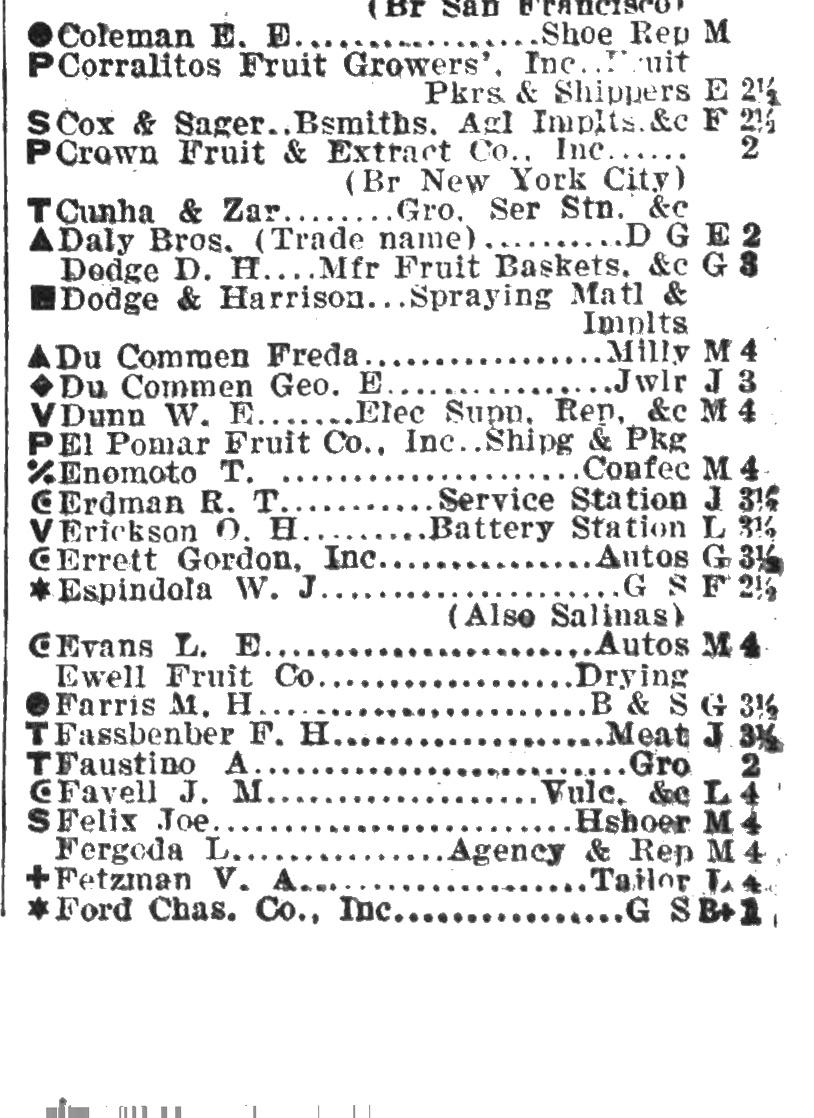 (Br San Francisco)
●Coleman E. E..................Shoe Rep M
P Corralitos Fruit Growers', Inc..Fruit
Pkrs & Shippers E 2½
S Cox & Sager..Bsmiths, Agl Implts.&c F 2½
P Crown Fruit & Extract Co., Inc...... 2
(Br New York City)
T Cunha & Zar........Gro, Ser Stn, &c
▲Daly Bros. (Trade name)..........D G E 2
Dodge D. H....Mfr Fruit Baskets, &c G 3
■Dodge & Harrison...Spraying Matl &
Implts
▲Du Commen Freda..................Milly M 4
◆Du Commen Geo. E................Jwlr J 3
V Dunn W. E.......Elec Supp, Rep, &c M 4
P El Pomar Fruit Co., Inc..Shipg & Pkg
⁒Enomoto T. ......................Confec M 4
C Erdman R. T...........Service Station J 3½
V Erickson O. H.........Battery Station L 3½
C Errett Gordon, Inc................Autos G 3½
*Espindola W. J......................G S F 2½
(Also Salinas)
C Evans L. E........................Autos M 4
Ewell Fruit Co..................Drying
●Farris M. H........................B & S G 3½
T Fassbenber F. H....................Meat J 3½
T Faustino A..........................Gro 2
C Favell J. M....................Vulc, &c L 4
S Felix Joe.........................Hshoer M 4
Fergoda L...............Agency & Rep M 4
+Fetzman V. A.....................Tailor L 4
*Ford Chas. Co., Inc.................G S B+ 1